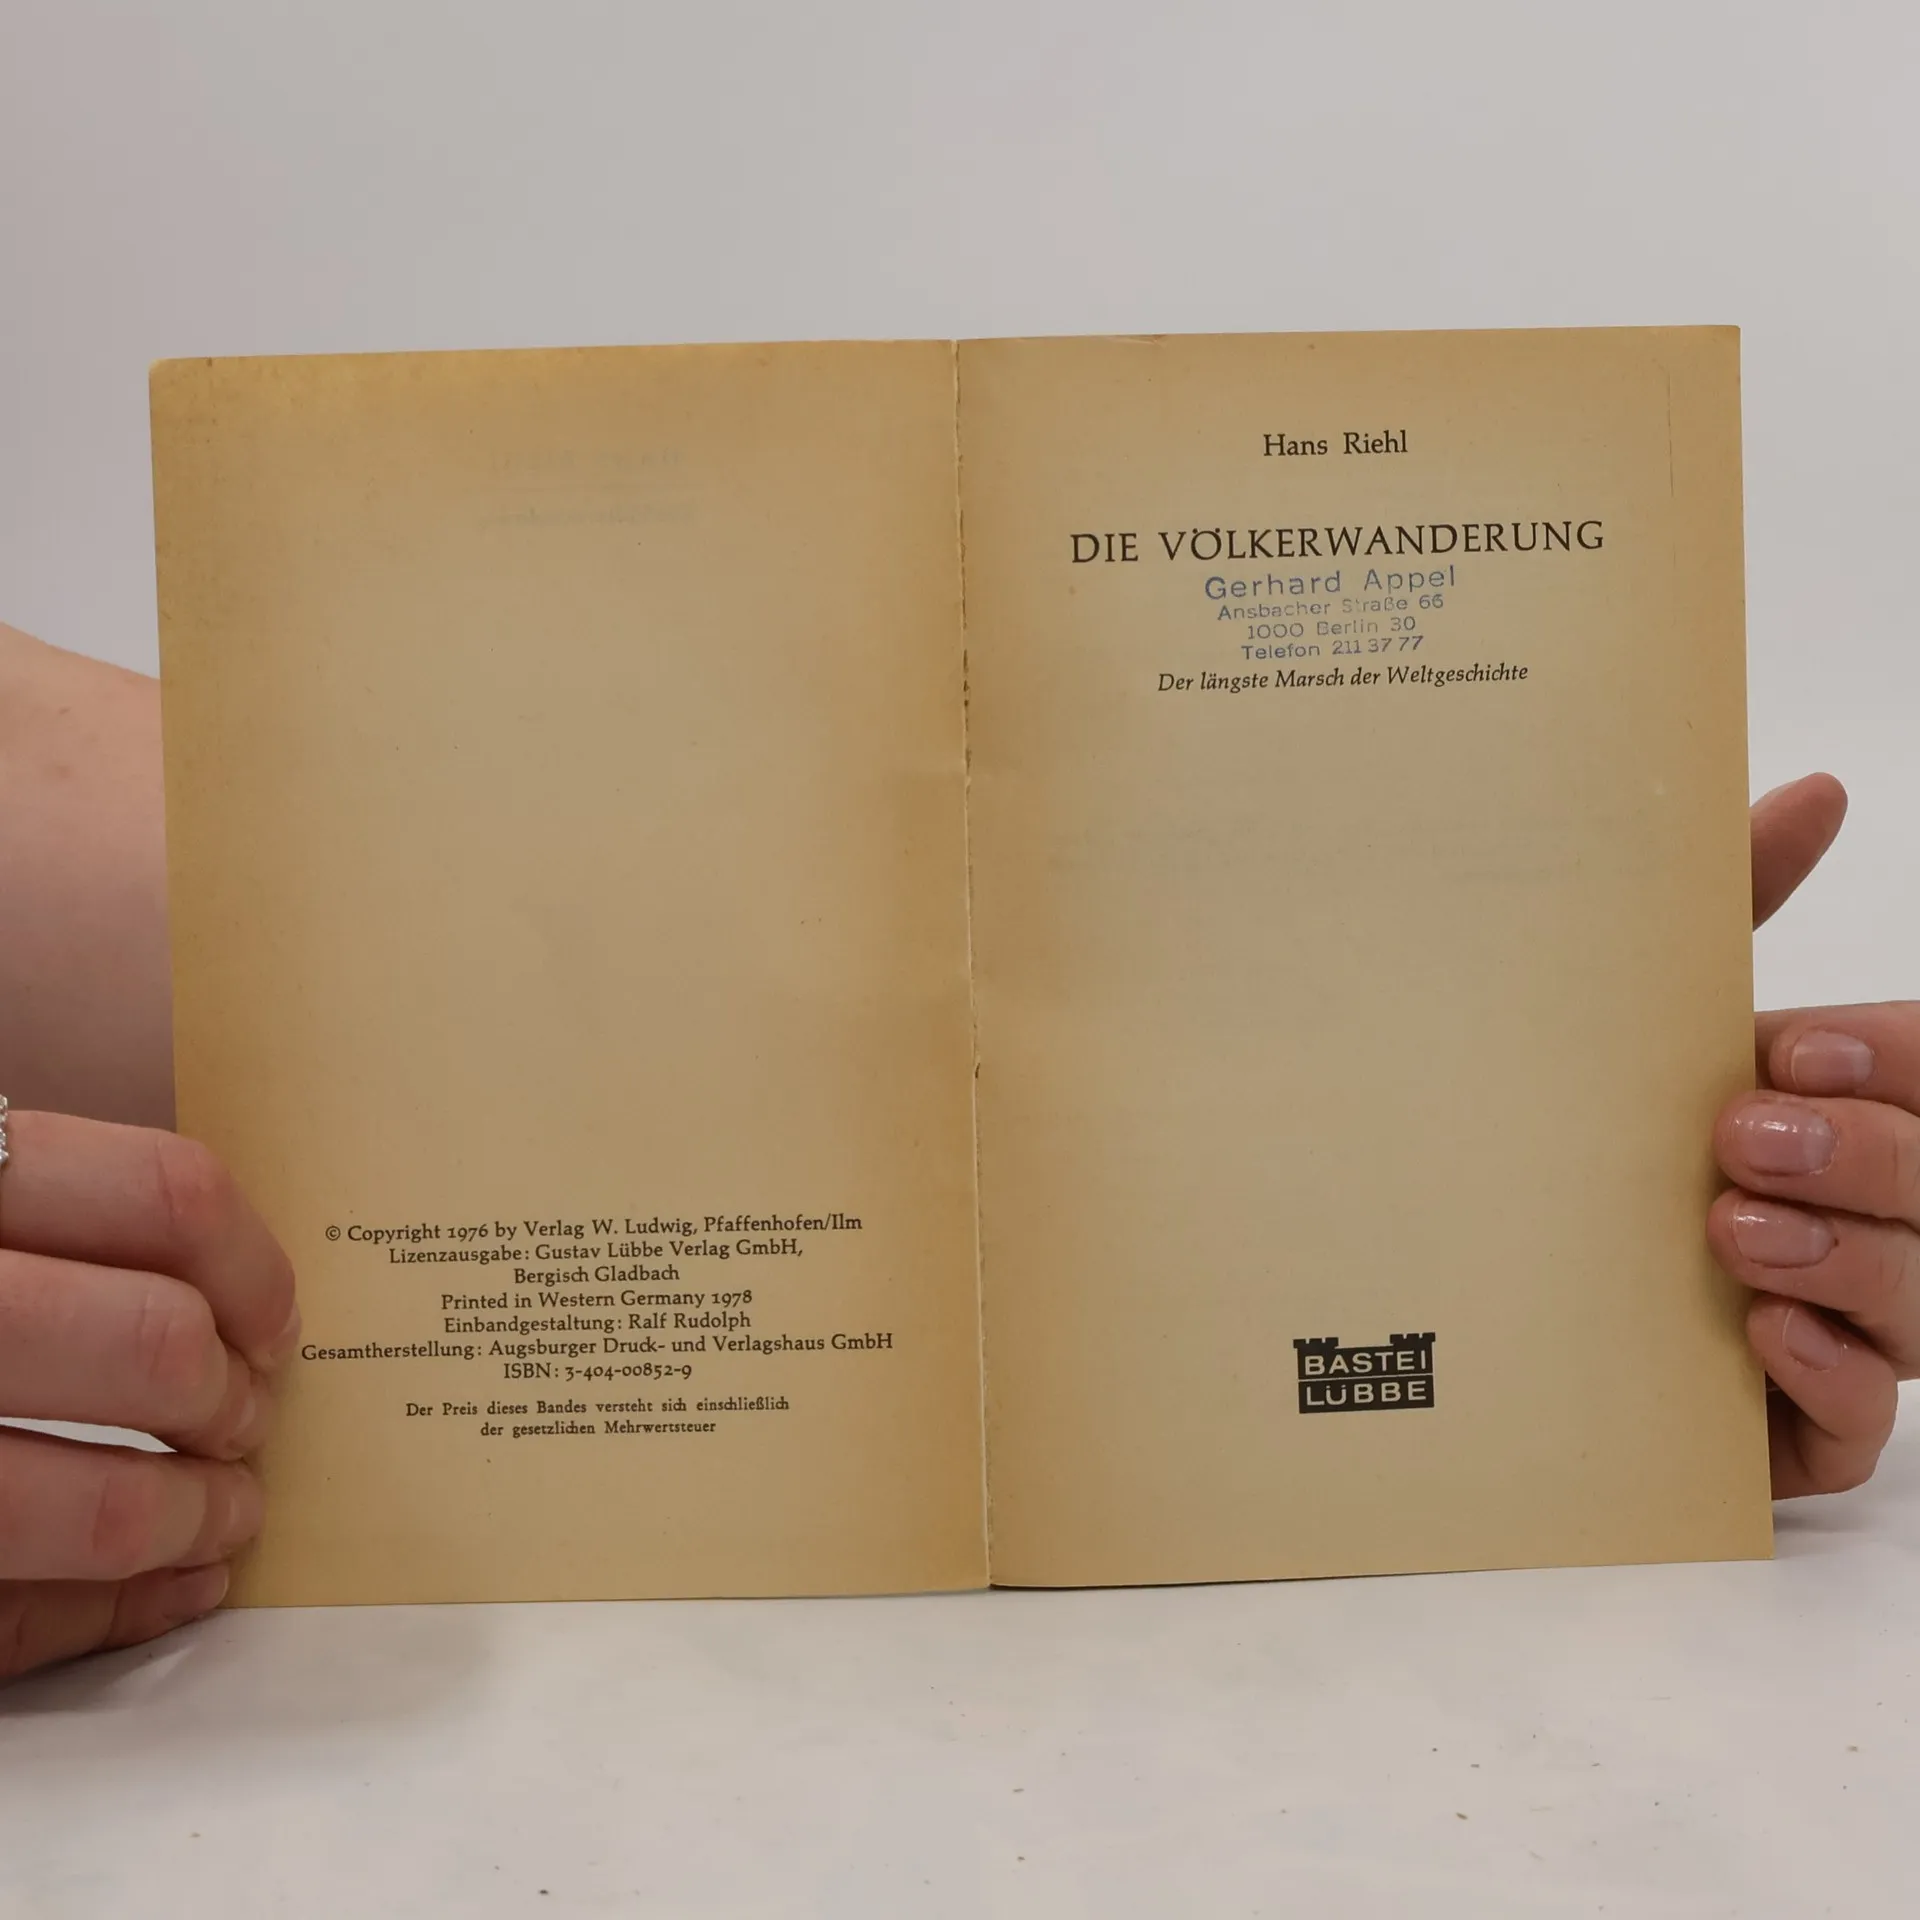 © Copyright 1976 by Verlag W. Ludwig, Pfaffenhofen/Ilm
Lizenzausgabe: Gustav Lübbe Verlag GmbH,
Bergisch Gladbach
Printed in Western Germany 1978
Einbandgestaltung: Ralf Rudolph
Gesamtherstellung: Augsburger Druck- und Verlagshaus GmbH
ISBN: 3-404-00852-9
Der Preis dieses Bandes versteht sich einschließlich
der gesetzlichen Mehrwertsteuer
Hans Riehl
DIE VÖLKERWANDERUNG
Gerhard Appel
Ansbacher Straße 66
1000 Berlin 30
Telefon 211 37 77
Der längste Marsch der Weltgeschichte
BASTEI
LÜBBE